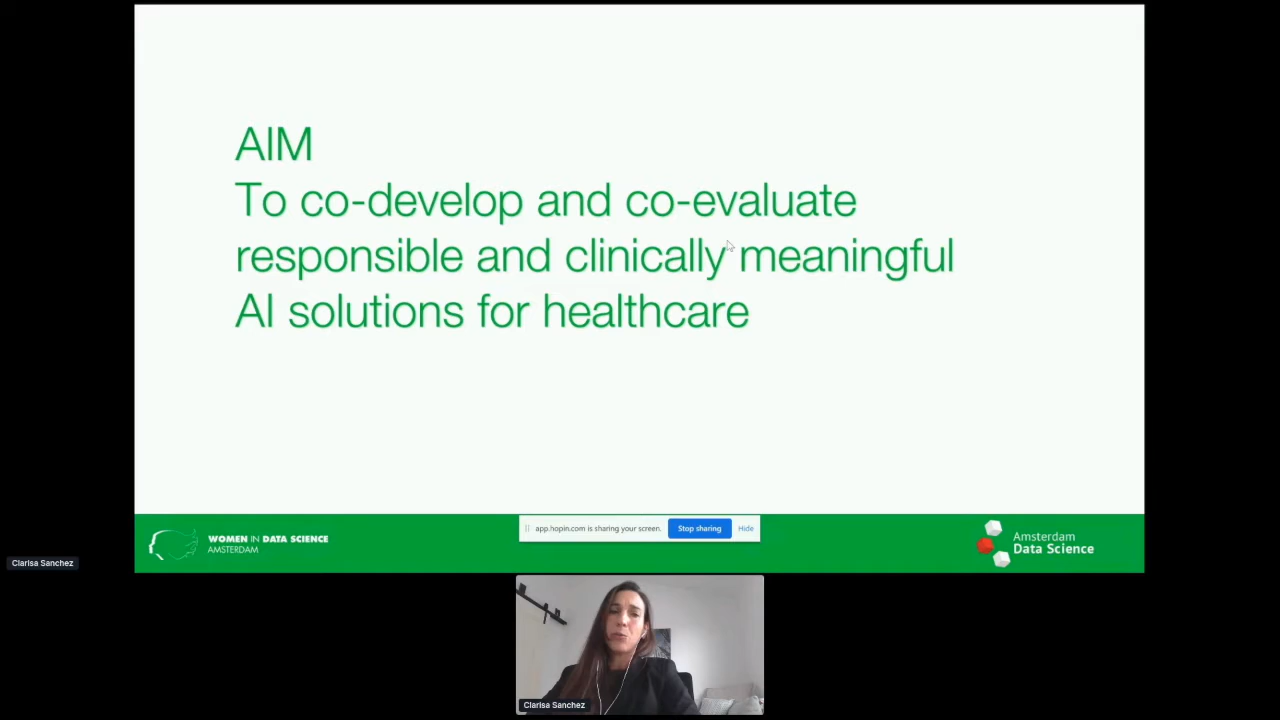 AIM
To co-develop and co-evaluate
responsible and clinically meaningful
AI solutions for healthcare
WOMEN IN DATA SCIENCE
AMSTERDAM
app.hopin.com is sharing your screen.
Stop sharing
Hide
Amsterdam
Data Science
Clarisa Sanchez
Clarisa Sanchez